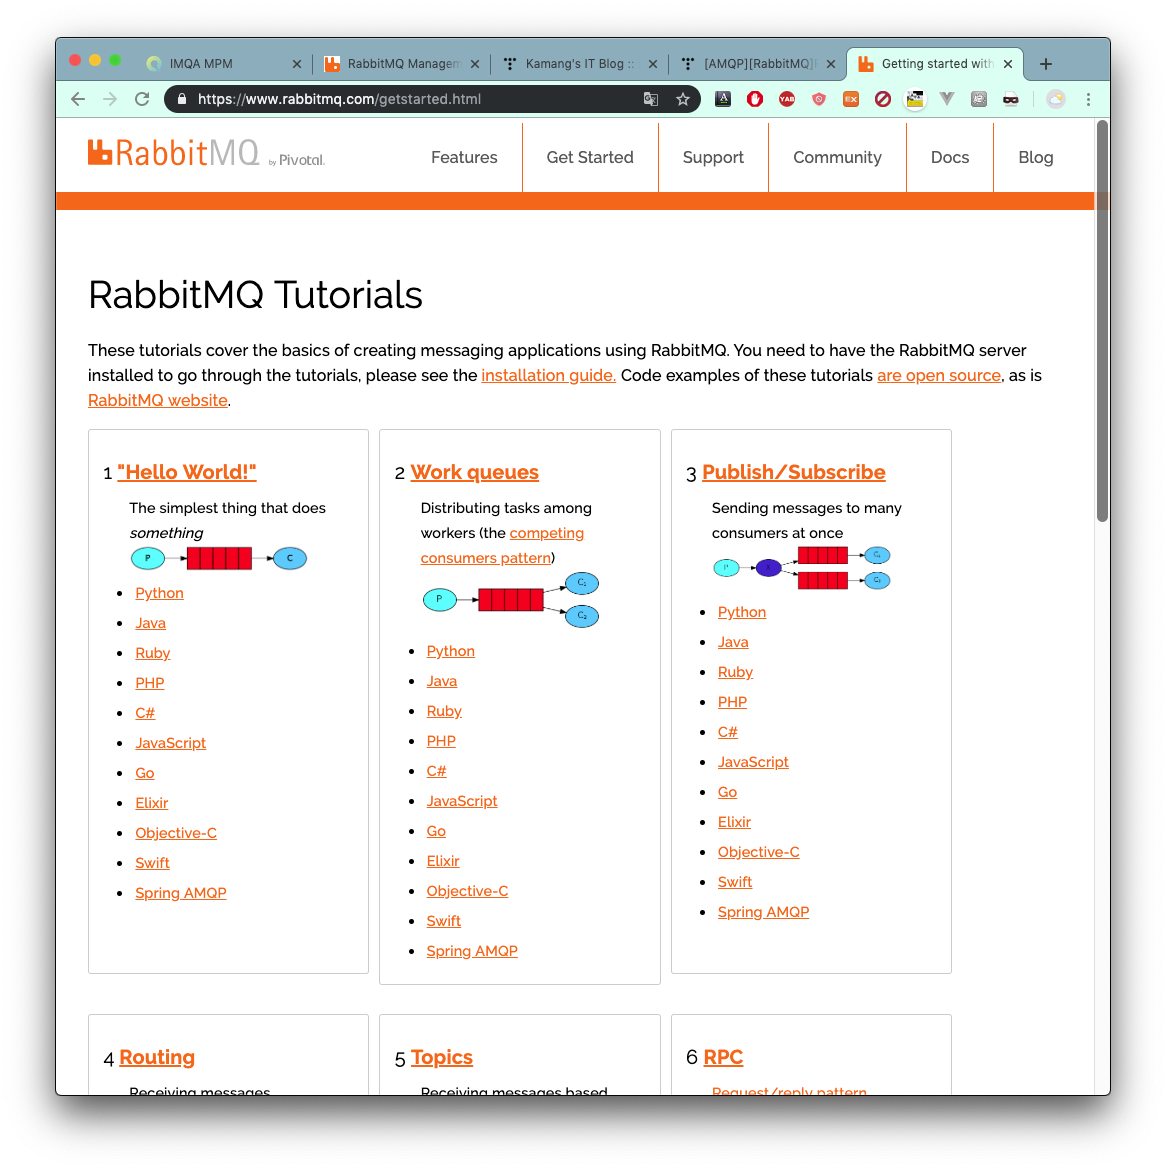 IMQA MPM
RabbitMQ Managem
Kamang's IT Blog ::
[AMQP][RabbitMQ]
Getting started with
https://www.rabbitmq.com/getstarted.html
RabbitMQ by Pivotal.
Features
Get Started
Support
Community
Docs
Blog
RabbitMQ Tutorials
These tutorials cover the basics of creating messaging applications using RabbitMQ. You need to have the RabbitMQ server
installed to go through the tutorials, please see the installation guide. Code examples of these tutorials are open source, as is
RabbitMQ website.
1 "Hello World!"
The simplest thing that does
something
P
C
Python
Java
Ruby
PHP
C#
JavaScript
Go
Elixir
Objective-C
Swift
Spring AMQP
2 Work queues
Distributing tasks among
workers (the competing
consumers pattern)
P
C₁
C₂
Python
Java
Ruby
PHP
C#
JavaScript
Go
Elixir
Objective-C
Swift
Spring AMQP
3 Publish/Subscribe
Sending messages to many
consumers at once
C₁
C₂
Python
Java
Ruby
PHP
C#
JavaScript
Go
Elixir
Objective-C
Swift
Spring AMQP
4 Routing
Receiving messages
5 Topics
Receiving messages based
6 RPC
Request/reply pattern